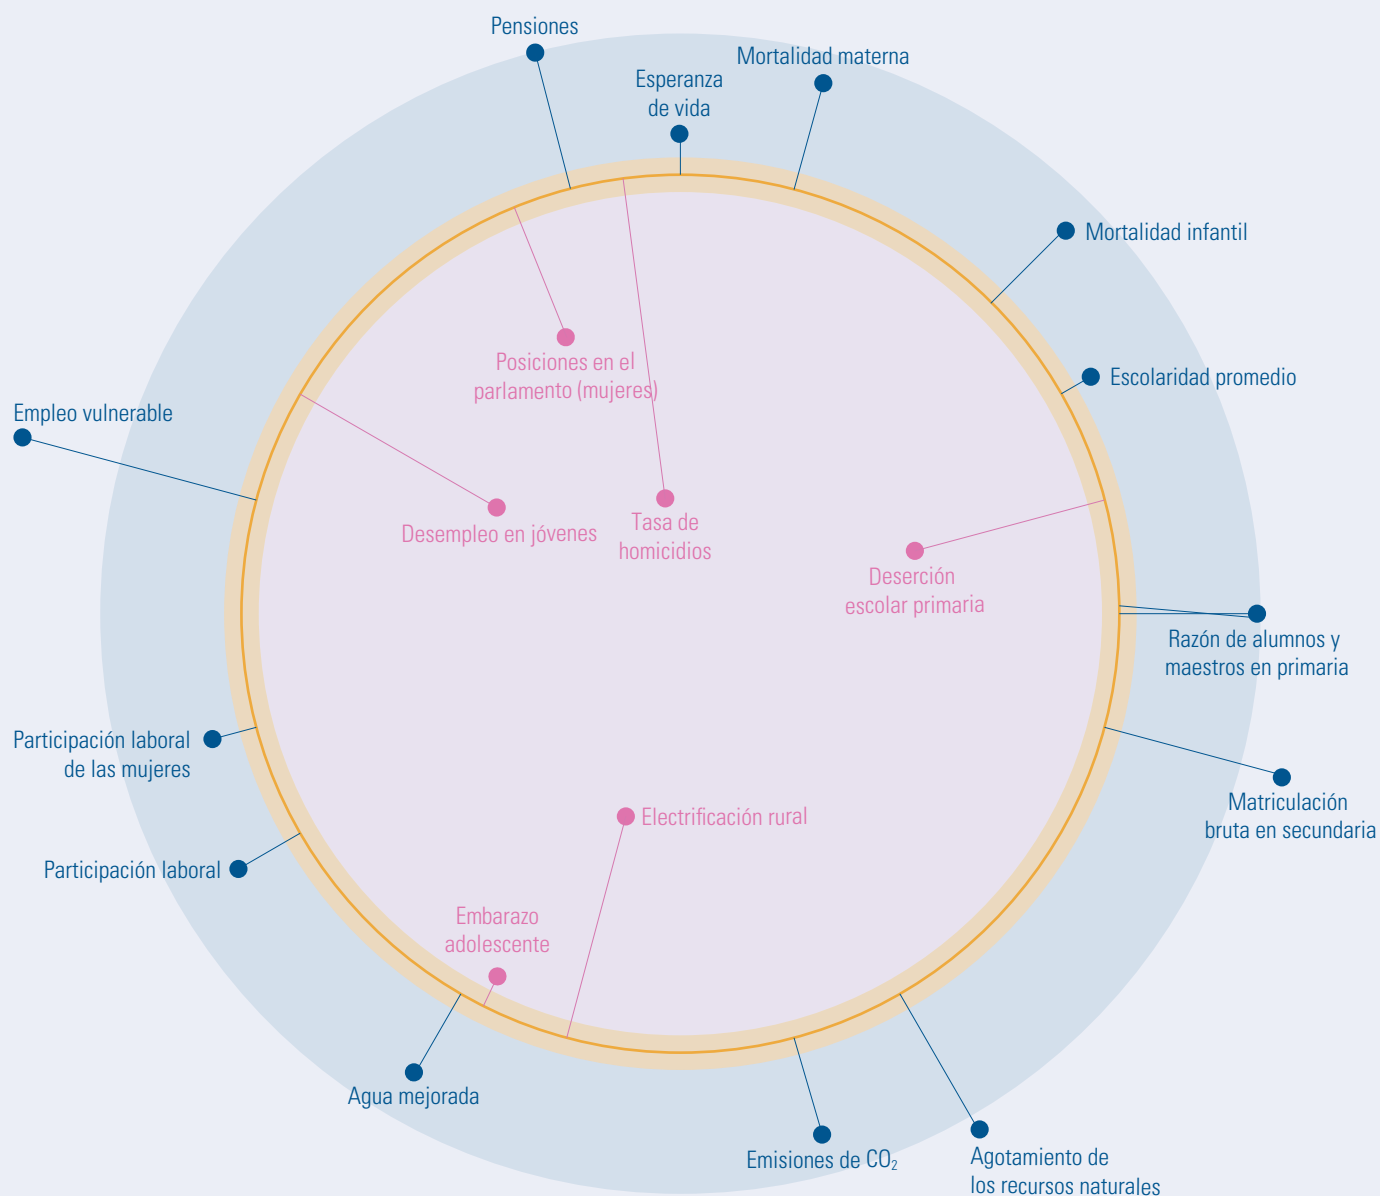 Pensiones
Mortalidad materna
Esperanza
de vida
Mortalidad infantil
Posiciones en el
parlamento (mujeres)
Escolaridad promedio
Empleo vulnerable
Desempleo en jóvenes
Tasa de
homicidios
Deserción
escolar primaria
Razón de alumnos y
maestros en primaria
Participación laboral
de las mujeres
Matriculación
bruta en secundaria
Electrificación rural
Participación laboral
Embarazo
adolescente
Agua mejorada
Emisiones de CO₂
Agotamiento de
los recursos naturales